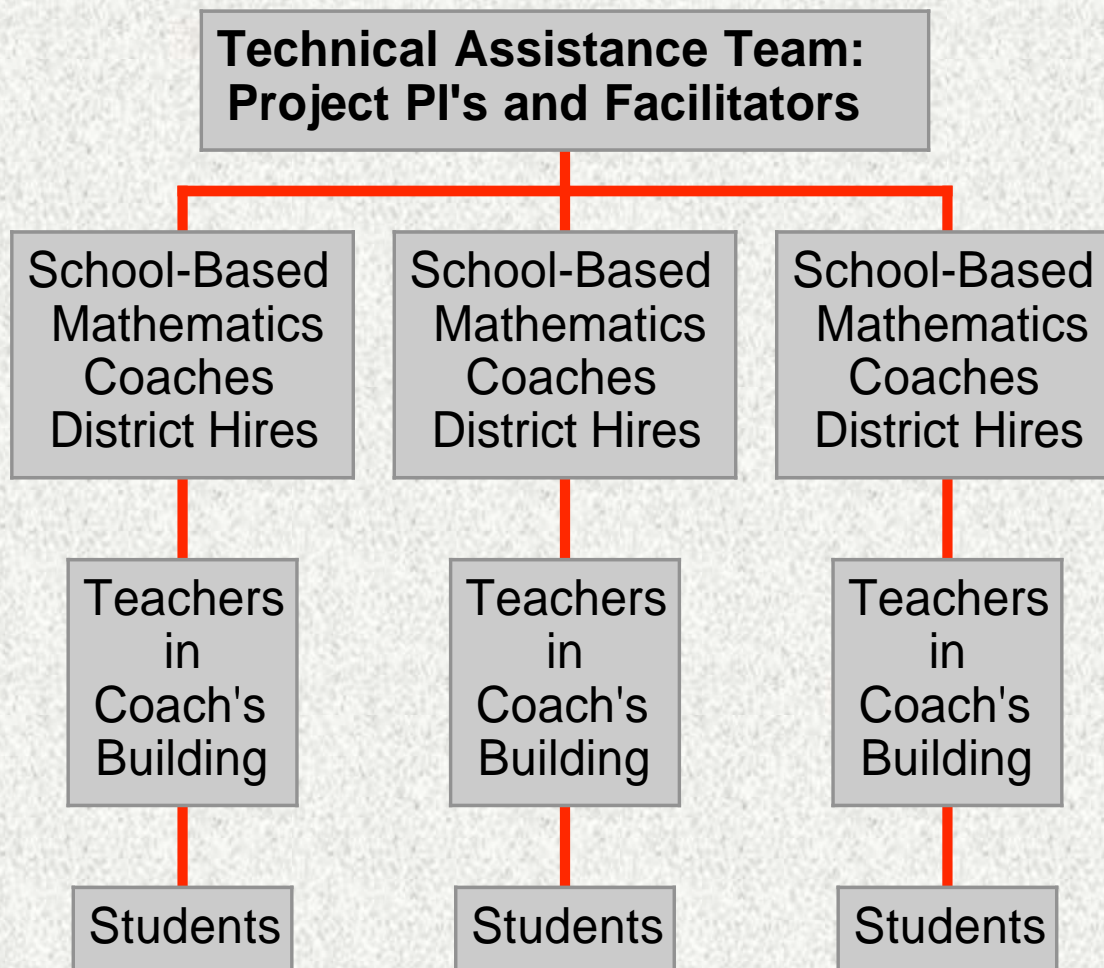 Technical Assistance Team:
Project PI's and Facilitators
School-Based
Mathematics
Coaches
District Hires
School-Based
Mathematics
Coaches
District Hires
School-Based
Mathematics
Coaches
District Hires
Teachers
in
Coach's
Building
Teachers
in
Coach's
Building
Teachers
in
Coach's
Building
Students
Students
Students